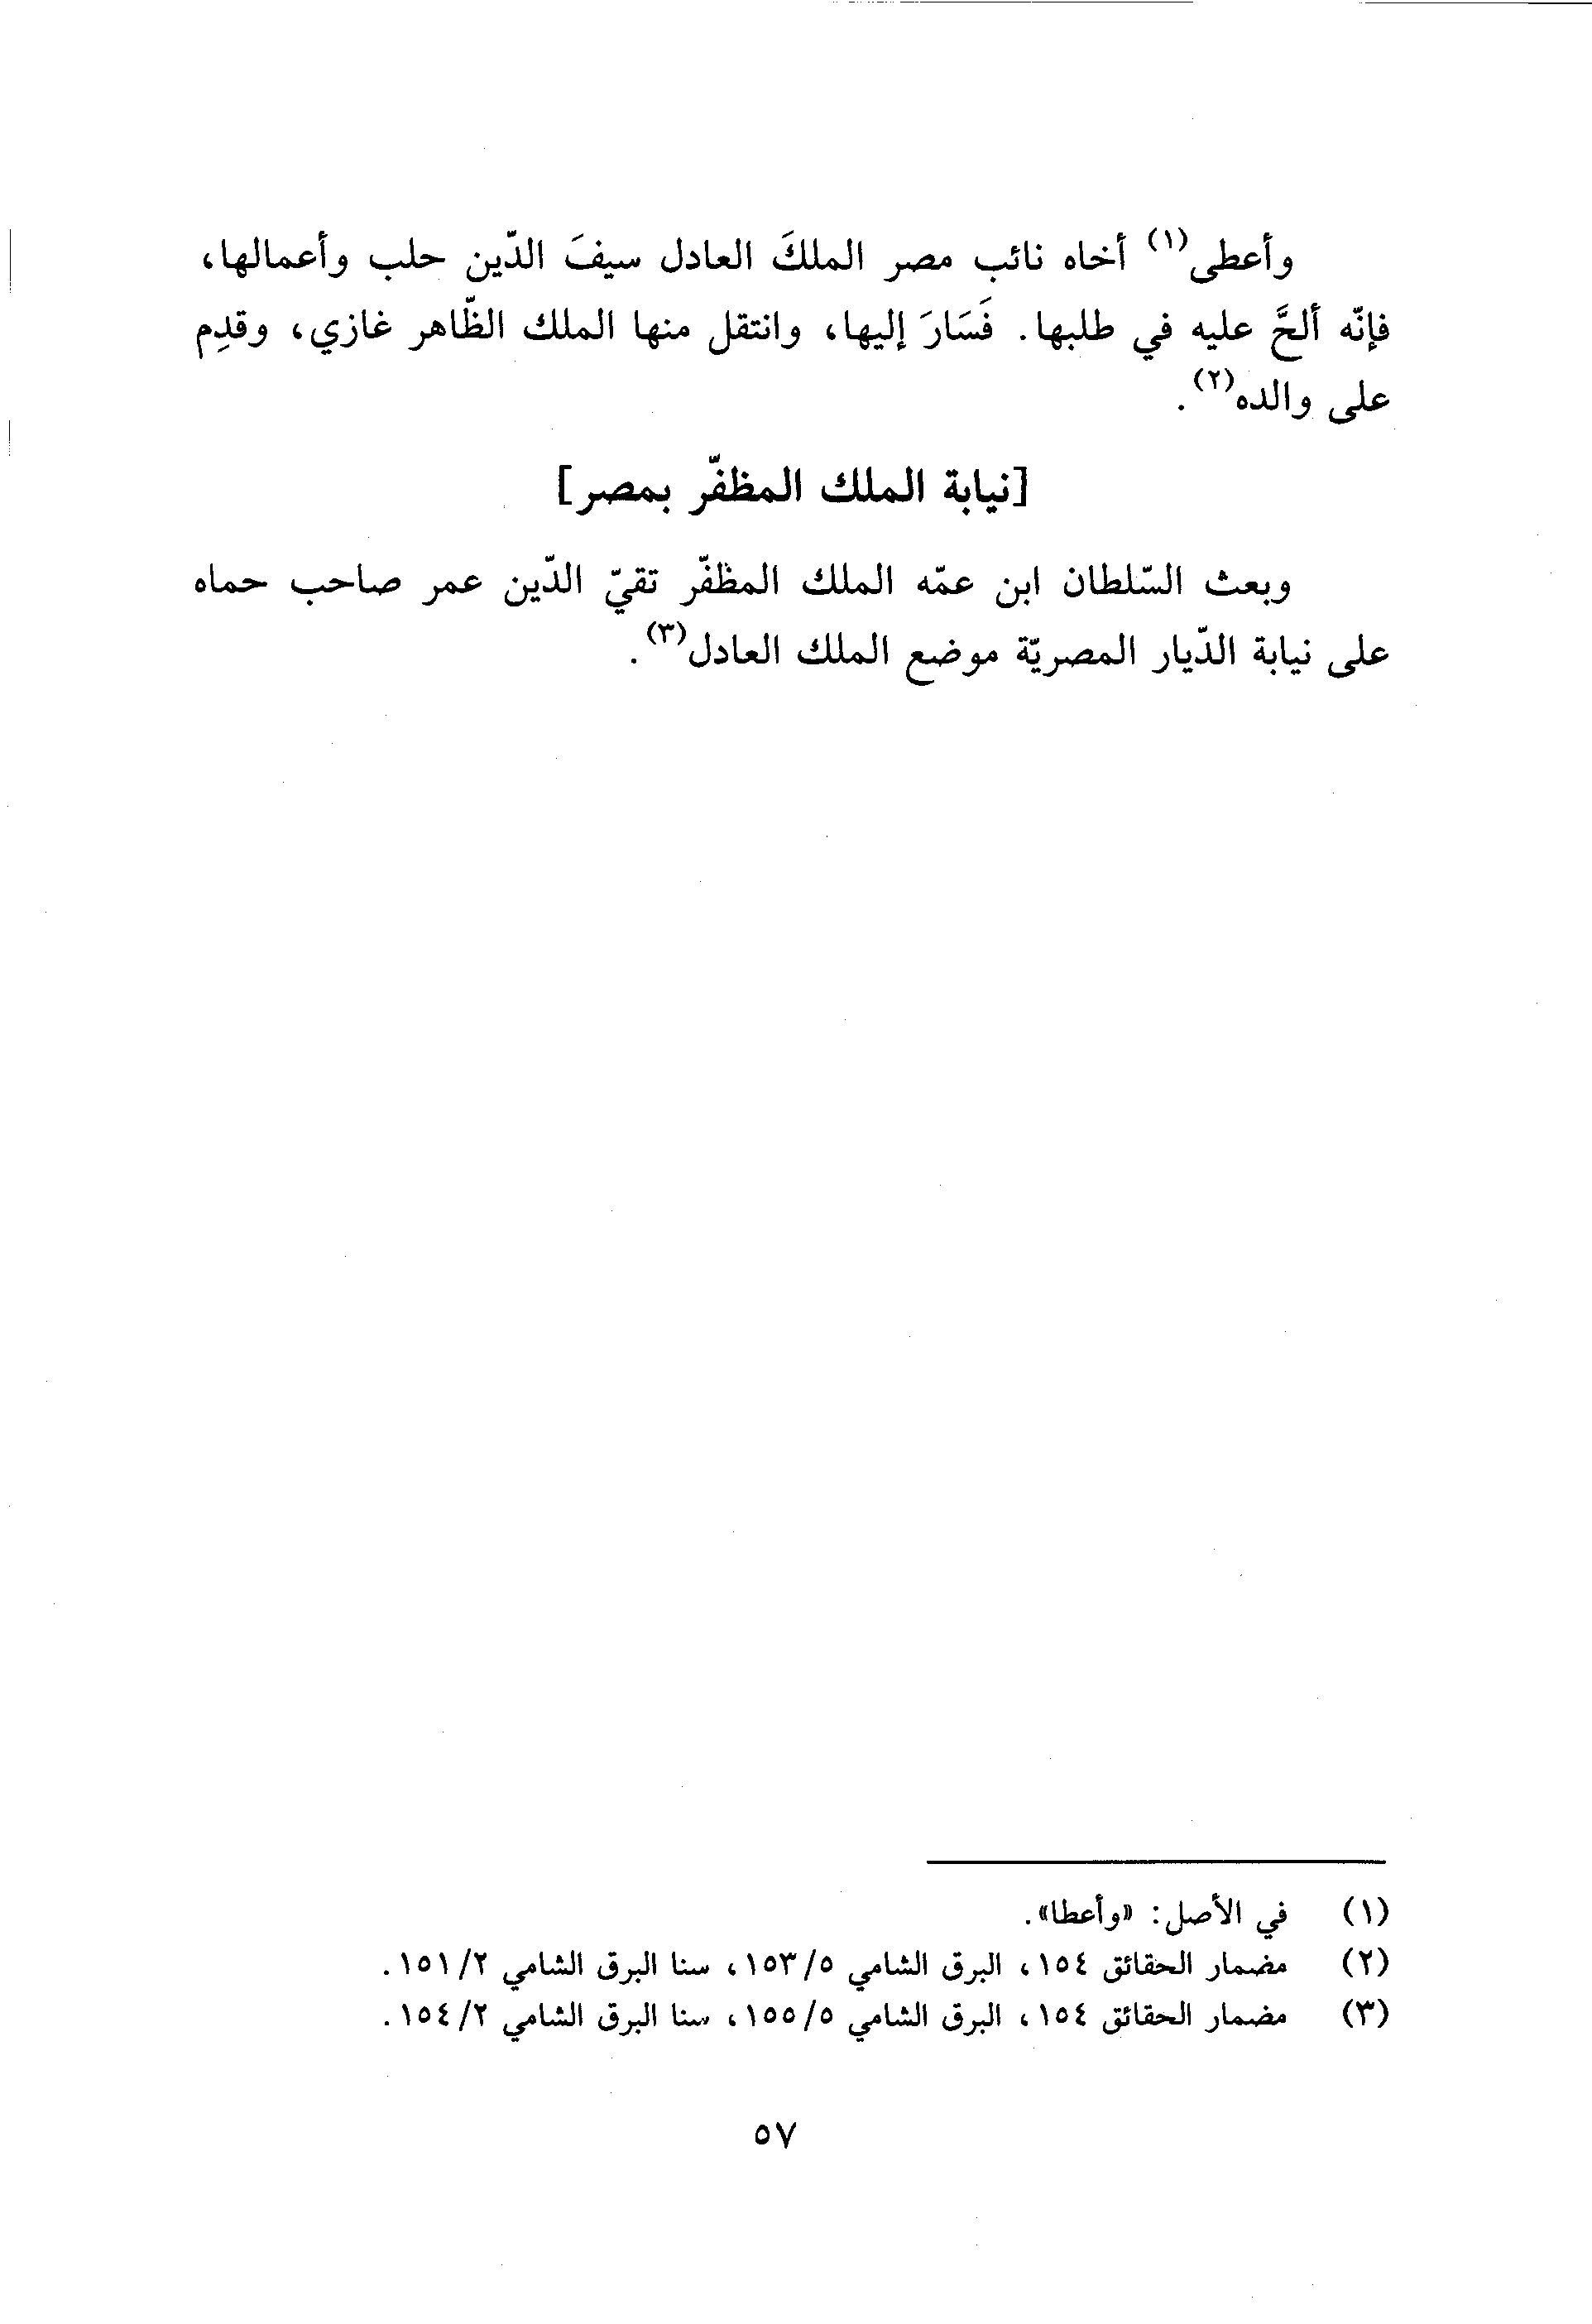 وأعطى(١) أخاه نائب مصر الملكَ العادل سيفَ الدّين حلب وأعمالها،
فإنّه ألحَّ عليه في طلبها. فَسَارَ إليها، وانتقل منها الملك الظّاهر غازي، وقدِم
على والده(٢).
[نيابة الملك المظفّر بمصر]
وبعث السّلطان ابن عمّه الملك المظفّر تقيّ الدّين عمر صاحب حماه
على نيابة الدّيار المصريّة موضع الملك العادل(٣).
(١) في الأصل: «وأعطا».
(٢) مضمار الحقائق ١٥٤، البرق الشامي ١٥٣/٥، سنا البرق الشامي ١٥١/٢.
(٣) مضمار الحقائق ١٥٤، البرق الشامي ١٥٥/٥، سنا البرق الشامي ١٥٤/٢.
٥٧